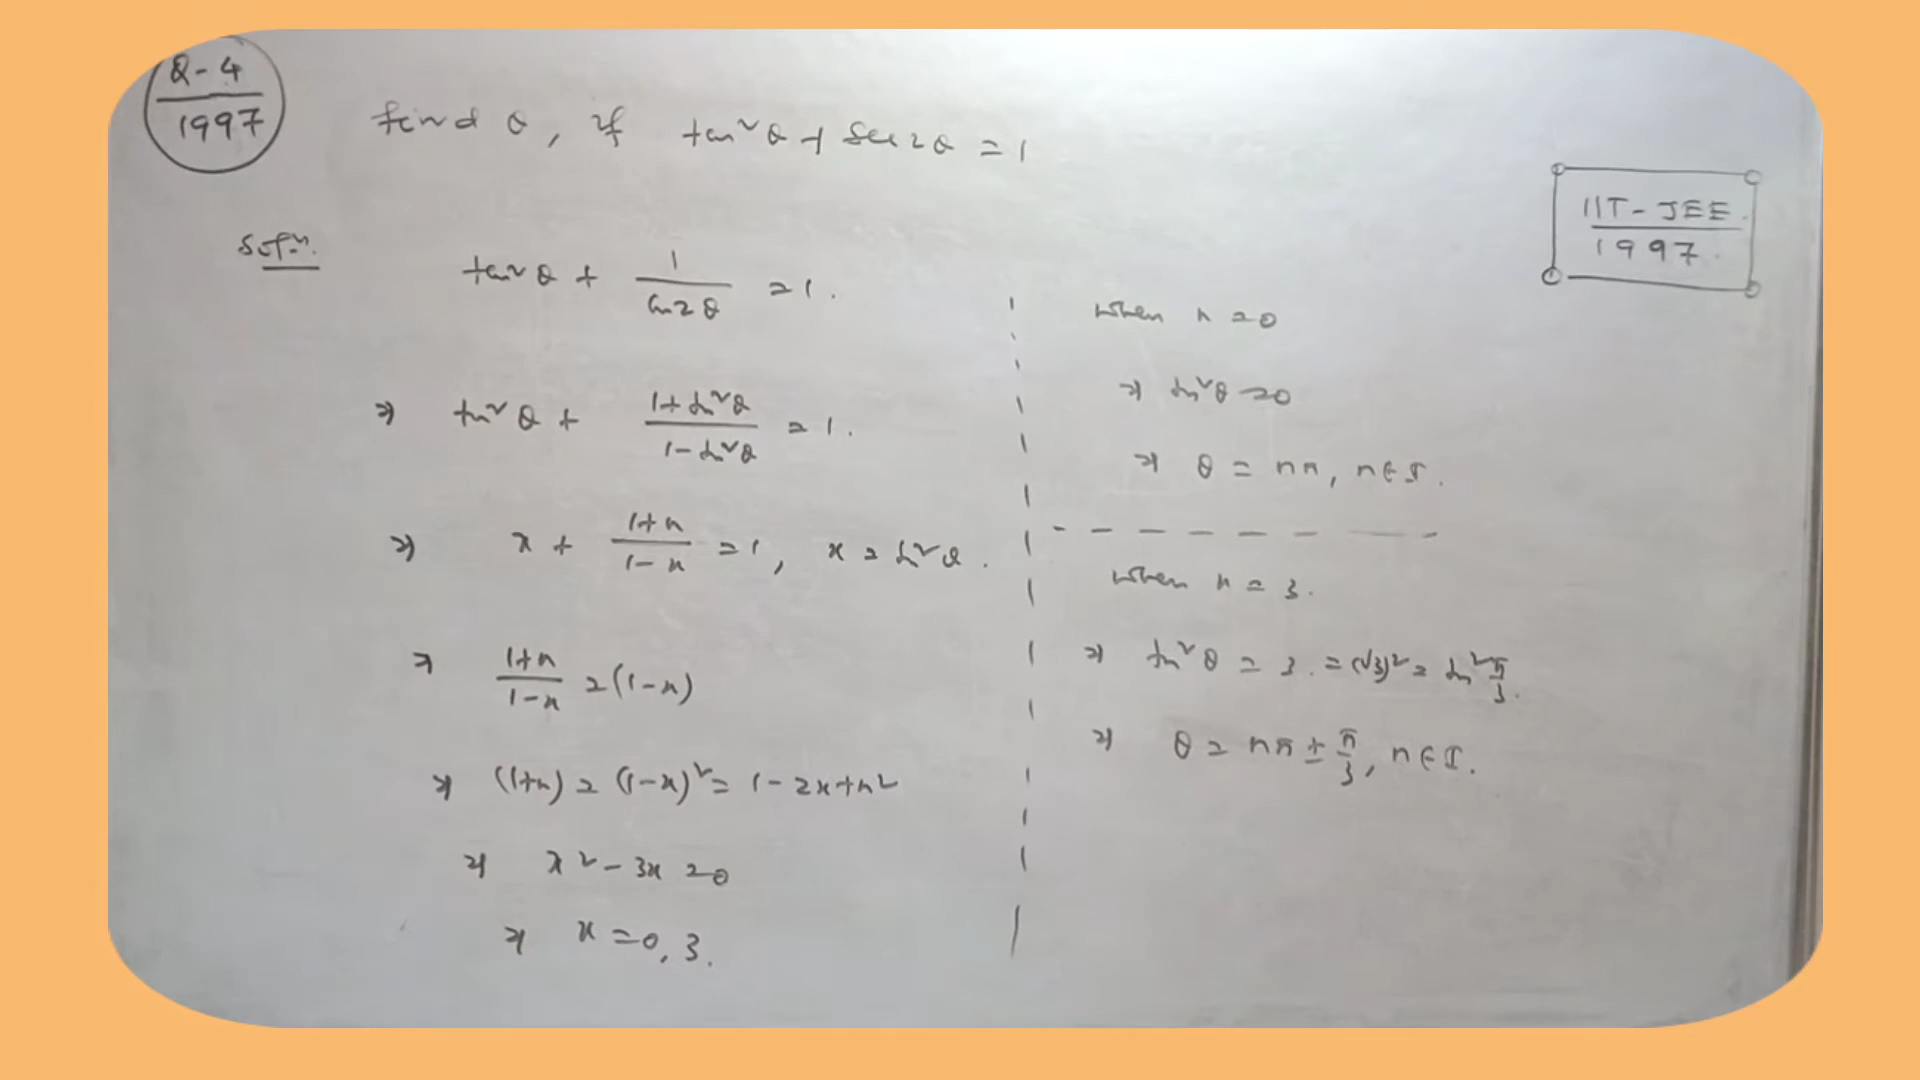 Q-4
1997
find θ, if tan²θ + sec2θ = 1
IIT-JEE
1997.
Solⁿ.
tan²θ + 1/cos2θ = 1.
⇒ tan²θ + (1+tan²θ)/(1-tan²θ) = 1.
⇒ x + (1+x)/(1-x) = 1, x = tan²θ.
⇒ (1+x)/(1-x) = (1-x)
⇒ (1+x) = (1-x)² = 1-2x+x²
⇒ x²-3x = 0
⇒ x = 0, 3.
when x = 0
⇒ tan²θ = 0
⇒ θ = nπ, n∈I.
when x = 3.
⇒ tan²θ = 3. = (√3)² = tan²π/3.
⇒ θ = nπ ± π/3, n∈I.